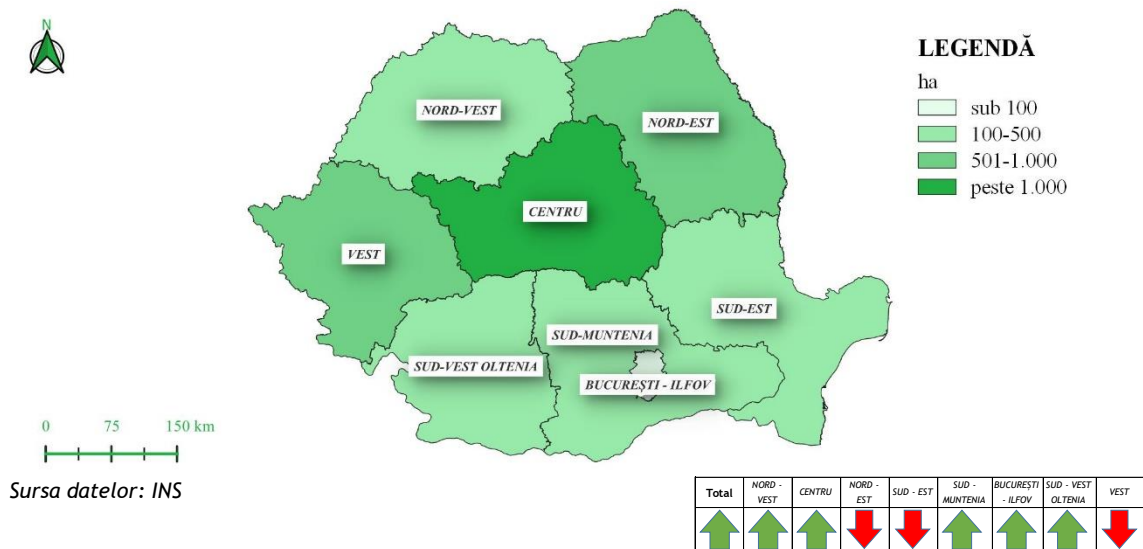 N
LEGENDĂ
ha
sub 100
100-500
501-1.000
peste 1.000
NORD-VEST
NORD-EST
CENTRU
VEST
SUD-EST
SUD-MUNTENIA
SUD-VEST OLTENIA
BUCUREȘTI - ILFOV
0 75 150 km
Sursa datelor: INS
Total
NORD -
VEST
CENTRU
NORD -
EST
SUD - EST
SUD -
MUNTENIA
BUCUREȘTI
- ILFOV
SUD - VEST
OLTENIA
VEST